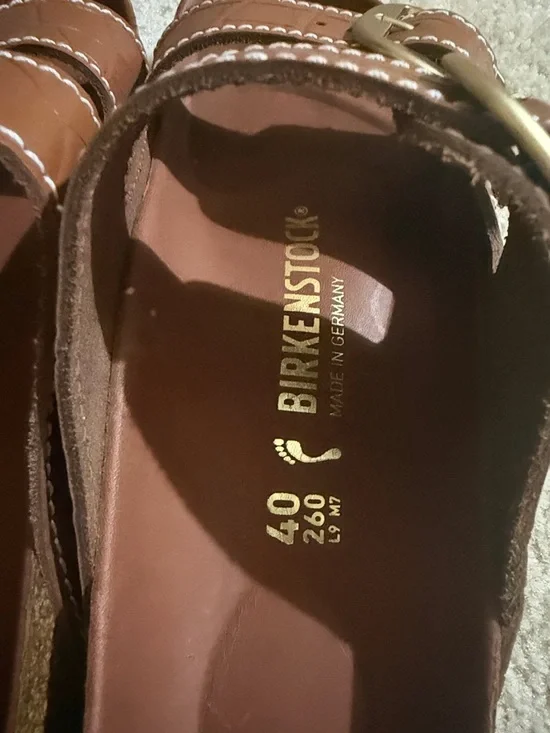 BIRKENSTOCK®
MADE IN GERMANY
40
260
L9 M7